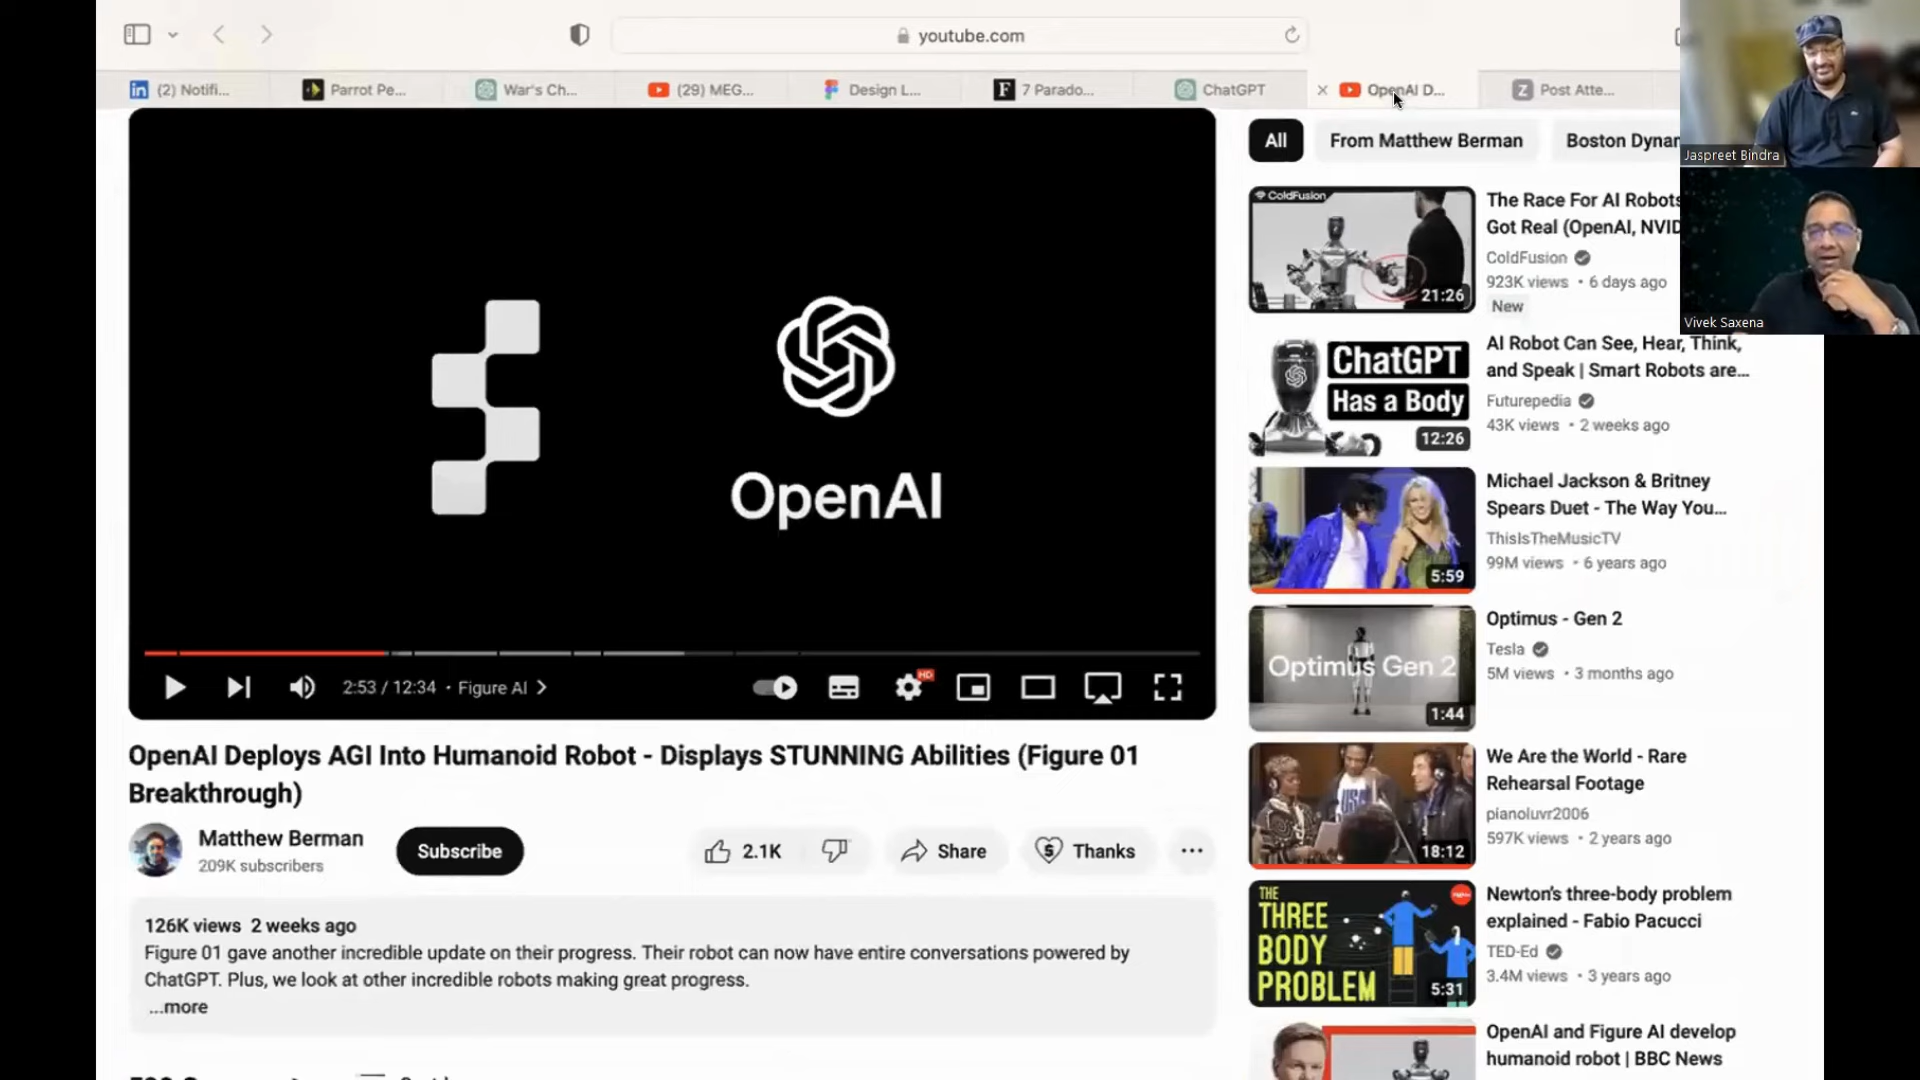 youtube.com
(2) Notifi...
Parrot Pe...
War's Ch...
(29) MEG...
Design L...
7 Parado...
ChatGPT
OpenAI D...
Post Atte...
Jaspreet Bindra
Vivek Saxena
OpenAI
2:53 / 12:34 • Figure AI
HD
OpenAI Deploys AGI Into Humanoid Robot - Displays STUNNING Abilities (Figure 01
Breakthrough)
Matthew Berman
209K subscribers
Subscribe
2.1K
Share
Thanks
126K views 2 weeks ago
Figure 01 gave another incredible update on their progress. Their robot can now have entire conversations powered by
ChatGPT. Plus, we look at other incredible robots making great progress.
...more
All
From Matthew Berman
Boston Dynar
ColdFusion
21:26
The Race For AI Robots
Got Real (OpenAI, NVID
ColdFusion
923K views • 6 days ago
New
ChatGPT
Has a Body
12:26
AI Robot Can See, Hear, Think,
and Speak | Smart Robots are...
Futurepedia
43K views • 2 weeks ago
5:59
Michael Jackson & Britney
Spears Duet - The Way You...
ThisIsTheMusicTV
99M views • 6 years ago
Optimus Gen 2
1:44
Optimus - Gen 2
Tesla
5M views • 3 months ago
18:12
We Are the World - Rare
Rehearsal Footage
pianoluvr2006
597K views • 2 years ago
THE
THREE
BODY
PROBLEM
5:31
Newton's three-body problem
explained - Fabio Pacucci
TED-Ed
3.4M views • 3 years ago
OpenAI and Figure AI develop
humanoid robot | BBC News